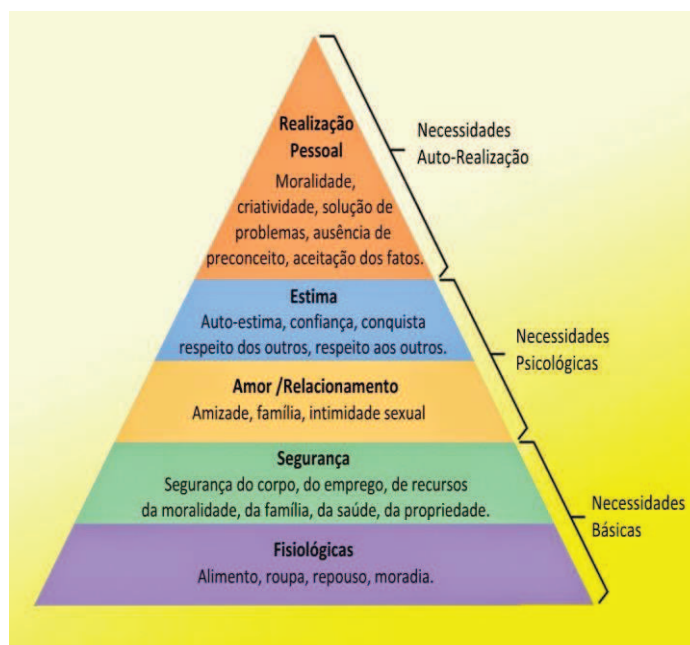 Realização
Pessoal
Moralidade,
criatividade, solução de
problemas, ausência de
preconceito, aceitação dos fatos.
Necessidades
Auto-Realização
Estima
Auto-estima, confiança, conquista
respeito dos outros, respeito aos outros.
Amor /Relacionamento
Amizade, família, intimidade sexual
Necessidades
Psicológicas
Segurança
Segurança do corpo, do emprego, de recursos
da moralidade, da família, da saúde, da propriedade.
Fisiológicas
Alimento, roupa, repouso, moradia.
Necessidades
Básicas